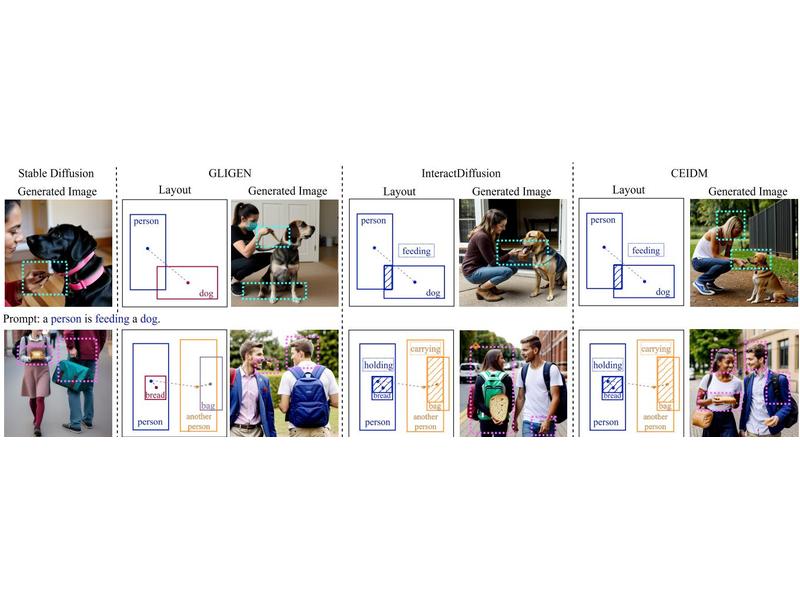 Stable Diffusion
GLIGEN
InteractDiffusion
CEIDM
Generated Image
Layout
Generated Image
Layout
Generated Image
Layout
Generated Image
person
dog
person
feeding
dog
person
feeding
dog
Prompt: a person is feeding a dog.
bread
person
bag
another
person
holding
bread
person
carrying
bag
another
person
holding
bread
person
carrying
bag
another
person